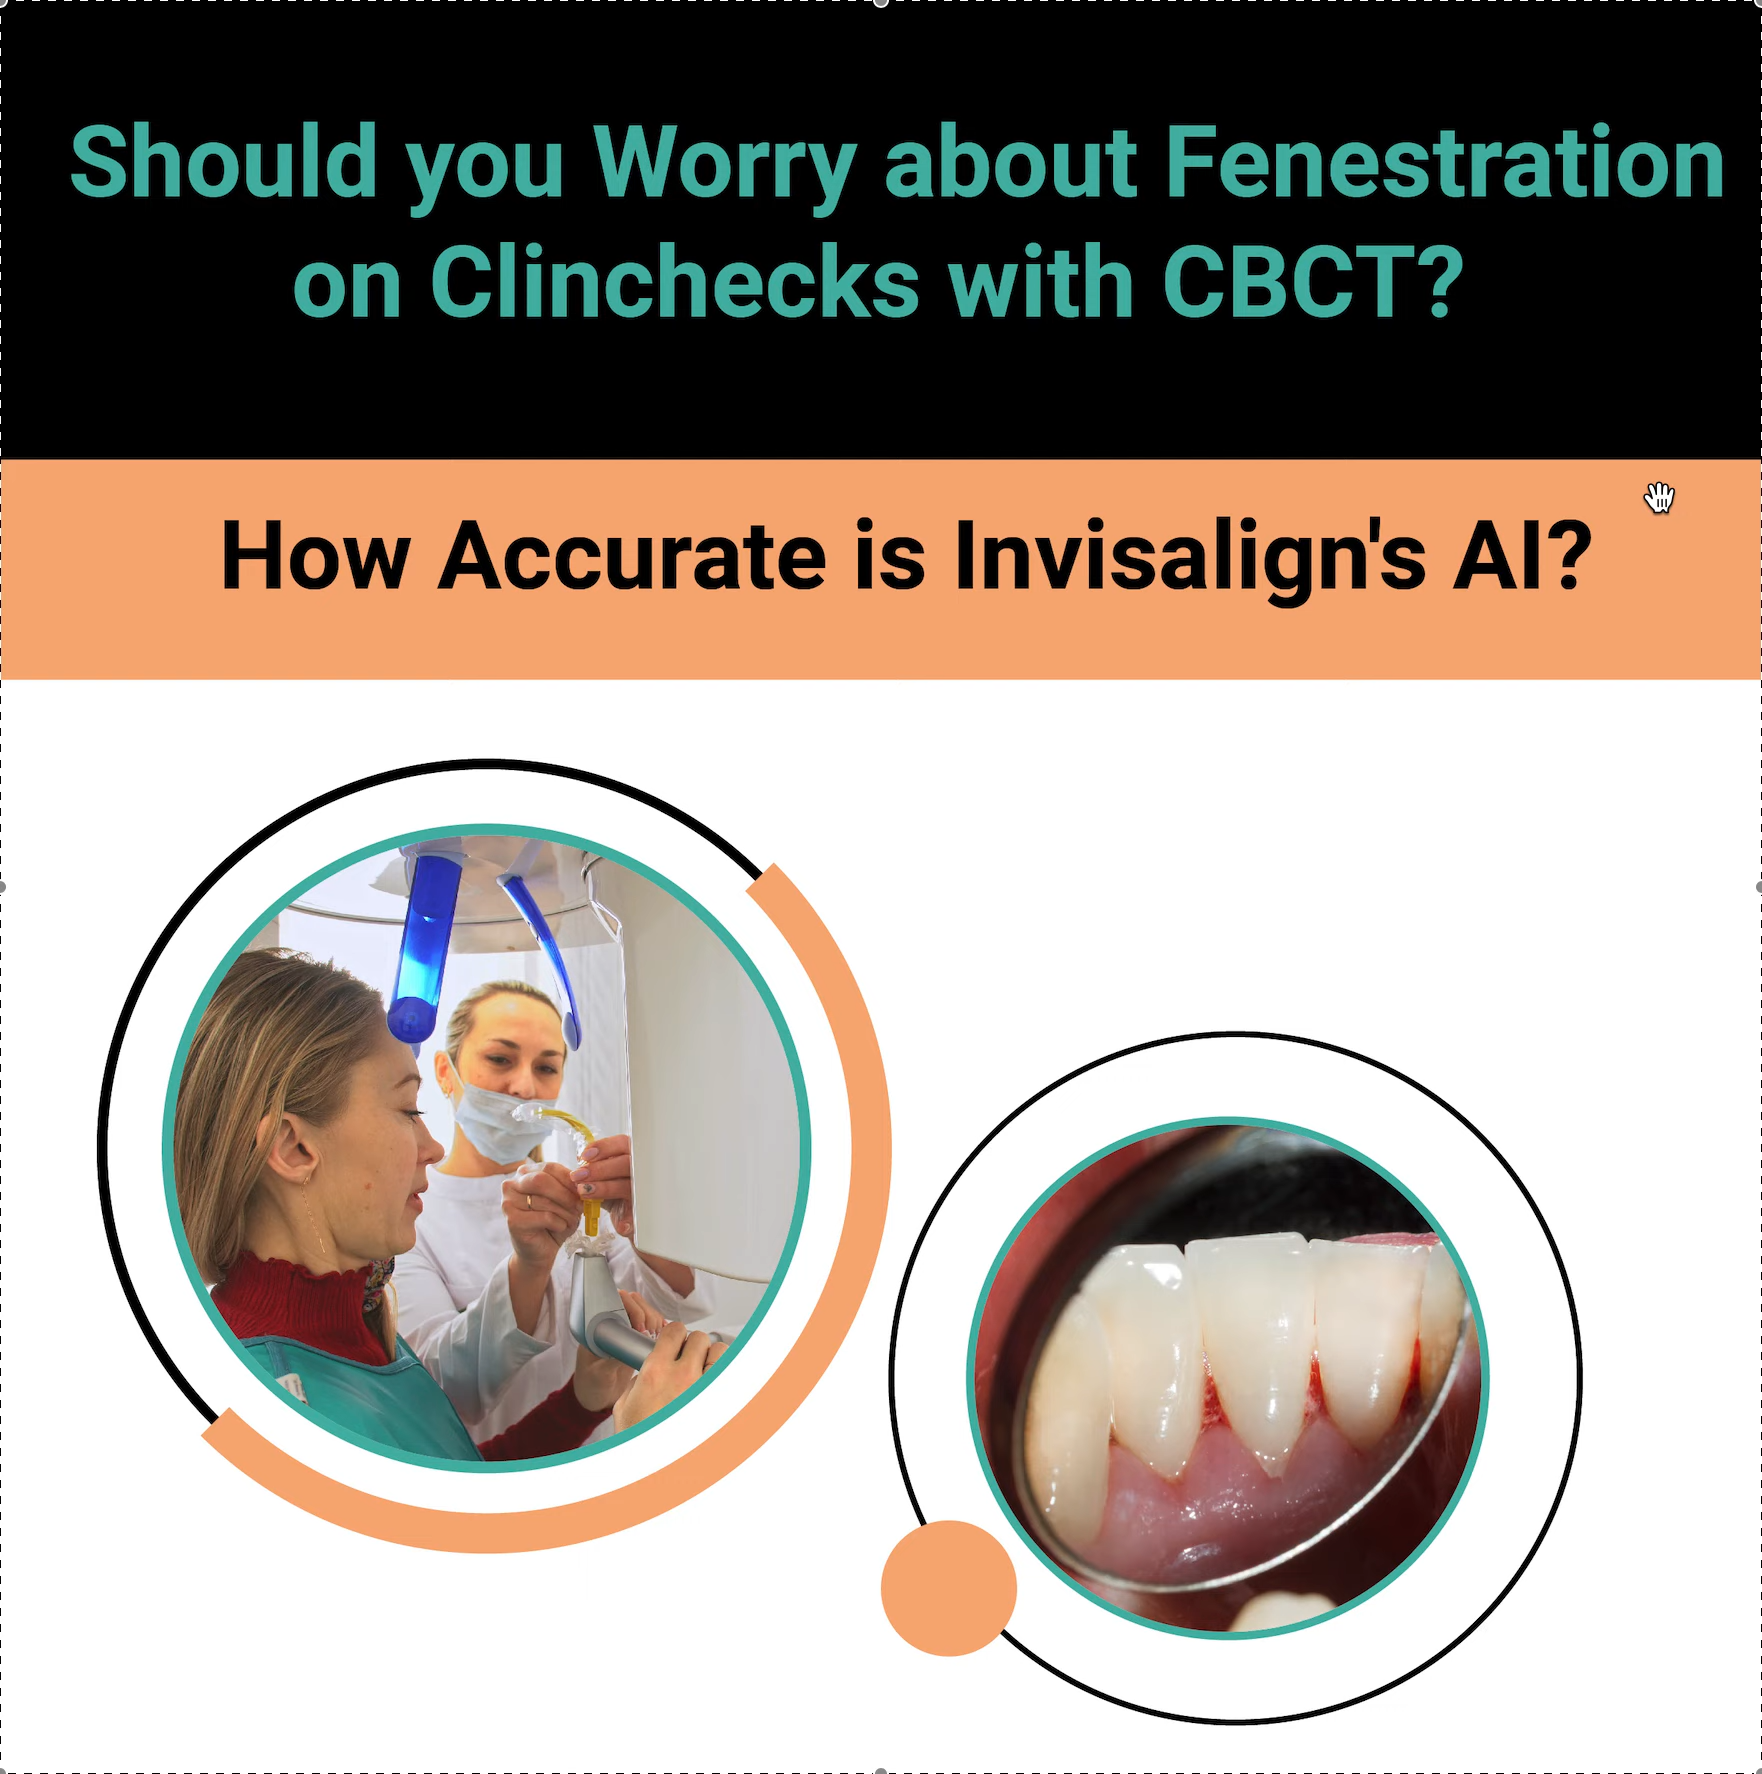 Should you Worry about Fenestration
on Clinchecks with CBCT?
How Accurate is Invisalign's AI?